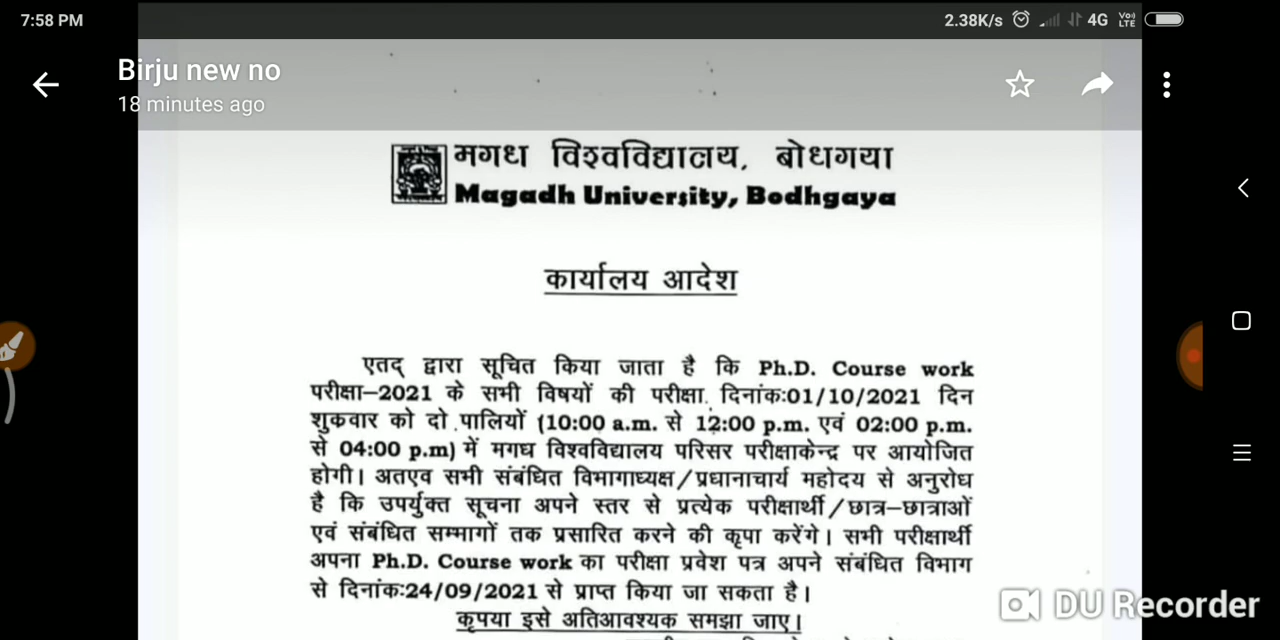 7:58 PM
2.38K/s 4G Vo) LTE
Birju new no
18 minutes ago
मगध विश्वविद्यालय, बोधगया
Magadh University, Bodhgaya
कार्यालय आदेश
एतद् द्वारा सूचित किया जाता है कि Ph.D. Course work
परीक्षा–2021 के सभी विषयों की परीक्षा. दिनांक:01/10/2021 दिन
शुक्रवार को दो पालियों (10:00 a.m. से 12:00 p.m. एवं 02:00 p.m.
से 04:00 p.m) में मगध विश्वविद्यालय परिसर परीक्षाकेन्द्र पर आयोजित
होगी। अतएव सभी संबंधित विभागाध्यक्ष/प्रधानाचार्य महोदय से अनुरोध
है कि उपर्युक्त सूचना अपने स्तर से प्रत्येक परीक्षार्थी/छात्र–छात्राओं
एवं संबंधित सम्भागों तक प्रसारित करने की कृपा करेंगे। सभी परीक्षार्थी
अपना Ph.D. Course work का परीक्षा प्रवेश पत्र अपने संबंधित विभाग
से दिनांक:24/09/2021 से प्राप्त किया जा सकता है।
कृपया इसे अतिआवश्यक समझा जाए।
DU Recorder